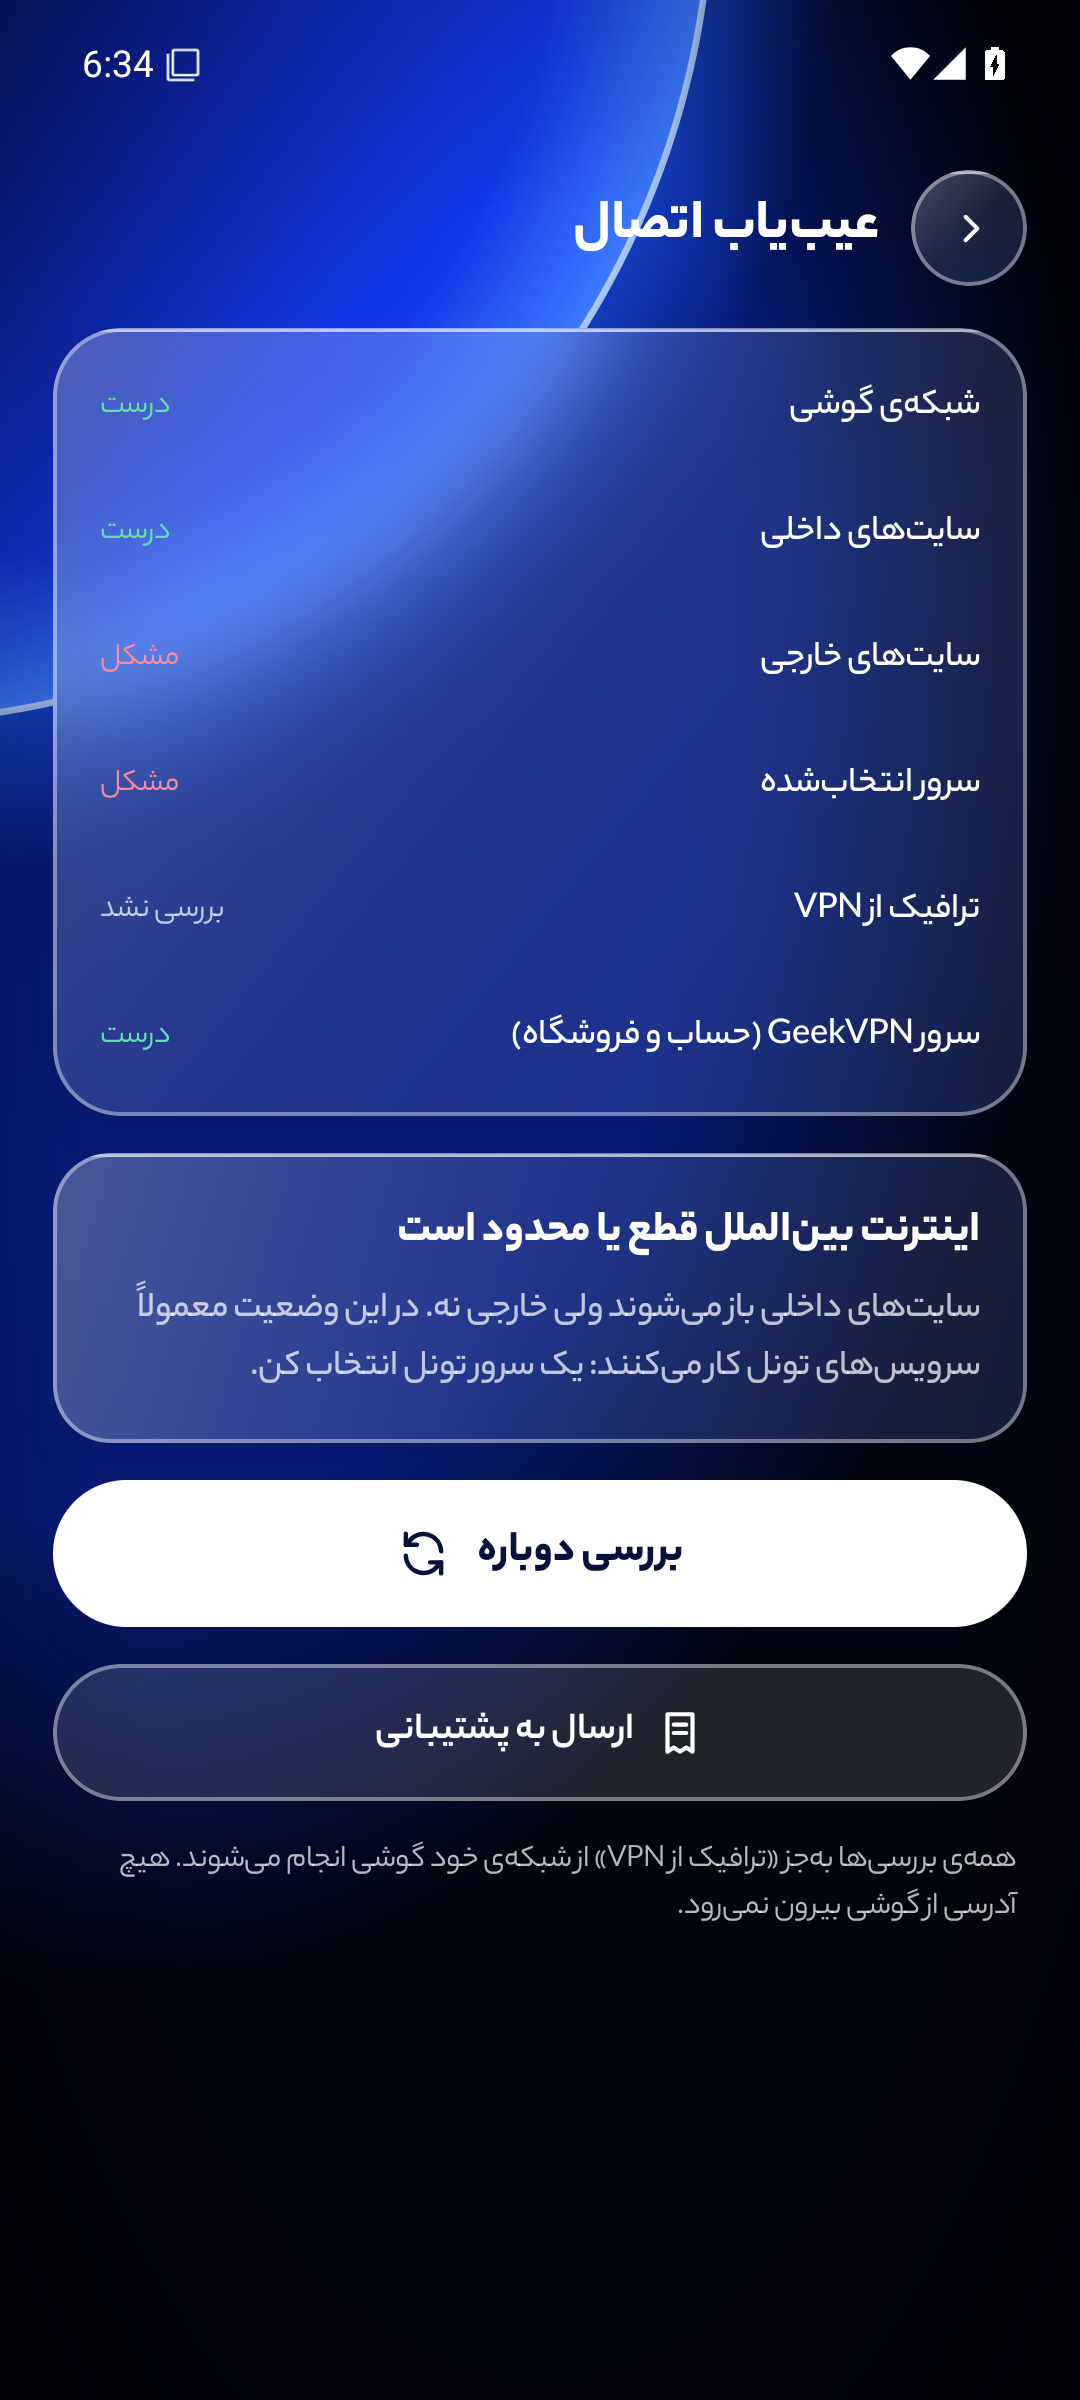 6:34
عیب‌یاب اتصال
شبکه‌ی گوشی
درست
سایت‌های داخلی
درست
سایت‌های خارجی
مشکل
سرور انتخاب‌شده
مشکل
ترافیک از VPN
بررسی نشد
سرور GeekVPN (حساب و فروشگاه)
درست
اینترنت بین‌الملل قطع یا محدود است
سایت‌های داخلی باز می‌شوند ولی خارجی نه. در این وضعیت معمولاً
سرویس‌های تونل کار می‌کنند: یک سرور تونل انتخاب کن.
بررسی دوباره
ارسال به پشتیبانی
همه‌ی بررسی‌ها به‌جز «ترافیک از VPN» از شبکه‌ی خود گوشی انجام می‌شوند. هیچ
آدرسی از گوشی بیرون نمی‌رود.